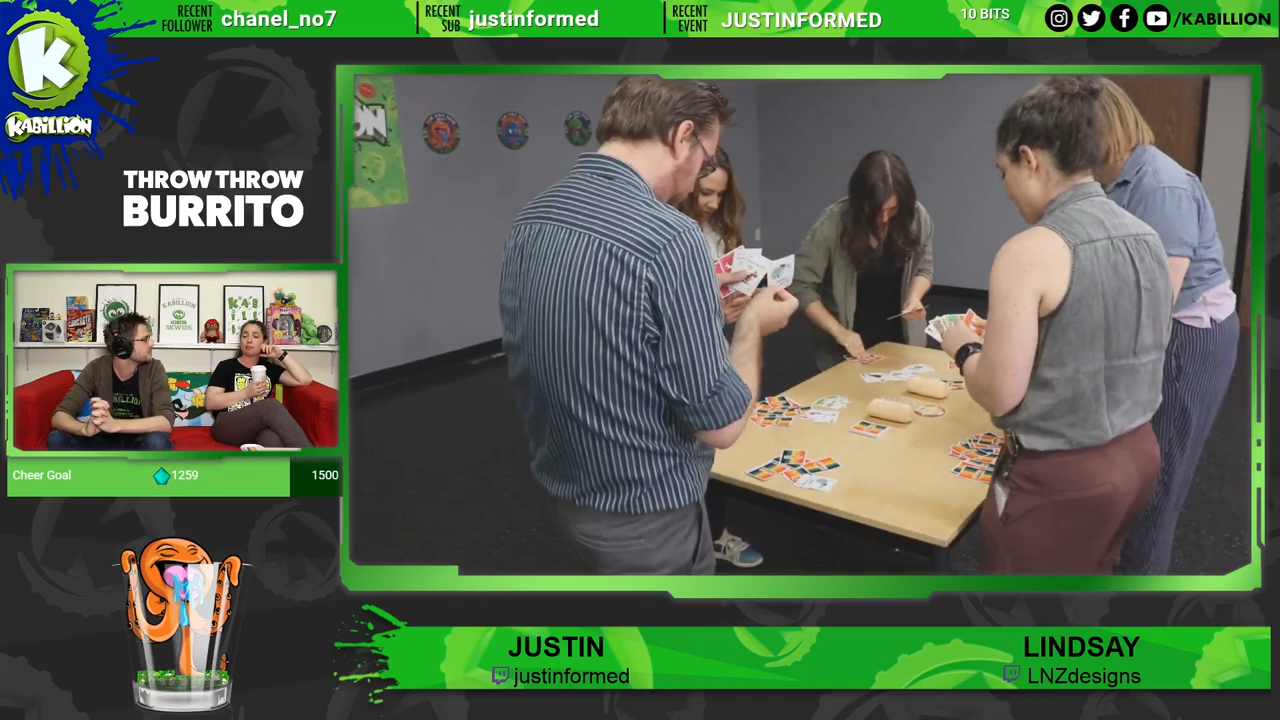 RECENT
FOLLOWER
chanel_no7
RECENT
SUB
justinformed
RECENT
EVENT
JUSTINFORMED
10 BITS
/KABILLION
K
KABILLION
THROW THROW
BURRITO
Cheer Goal
1259
1500
JUSTIN
justinformed
LINDSAY
LNZdesigns